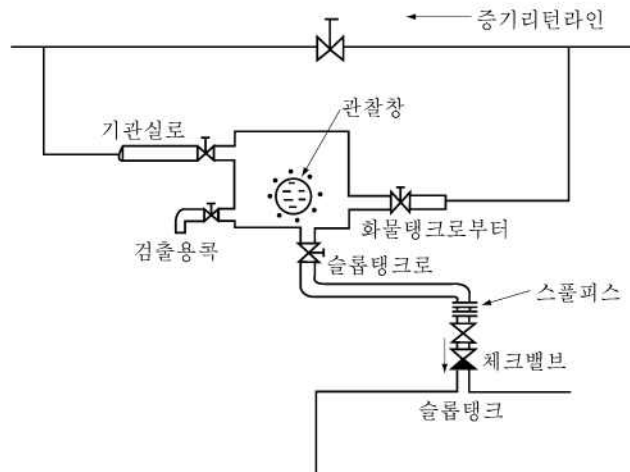 증기리턴라인
관찰창
기관실로
화물탱크로부터
검출용콕
슬롭탱크로
스풀피스
체크밸브
슬롭탱크